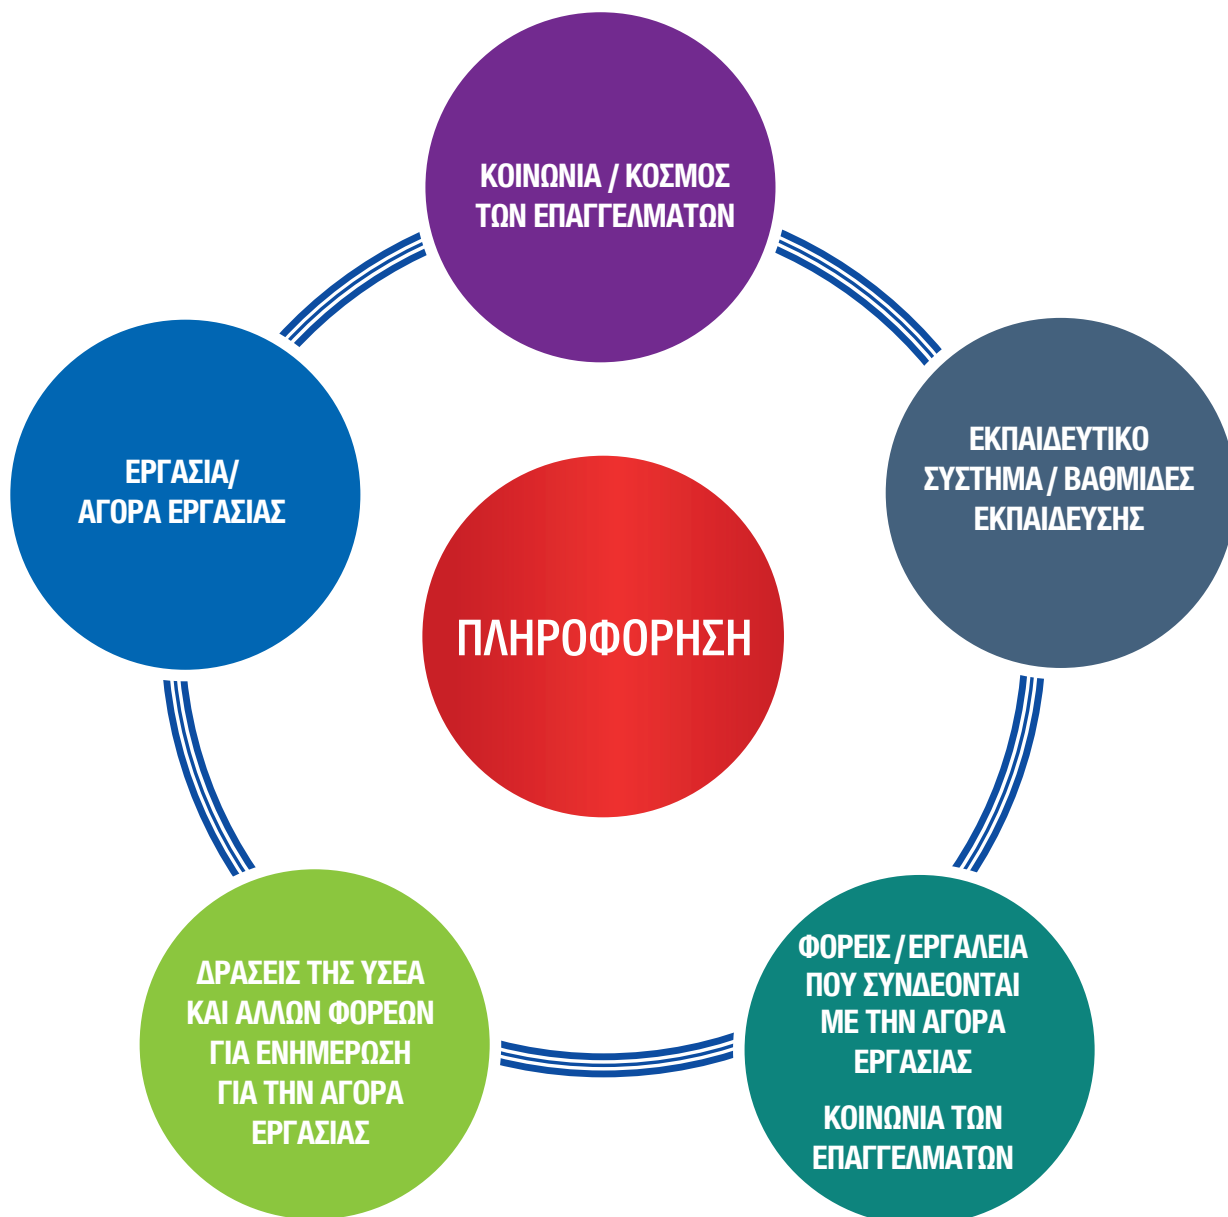 ΚΟΙΝΩΝΙΑ / ΚΟΣΜΟΣ
ΤΩΝ ΕΠΑΓΓΕΛΜΑΤΩΝ
ΕΚΠΑΙΔΕΥΤΙΚΟ
ΣΥΣΤΗΜΑ / ΒΑΘΜΙΔΕΣ
ΕΚΠΑΙΔΕΥΣΗΣ
ΕΡΓΑΣΙΑ/
ΑΓΟΡΑ ΕΡΓΑΣΙΑΣ
ΠΛΗΡΟΦΟΡΗΣΗ
ΦΟΡΕΙΣ / ΕΡΓΑΛΕΙΑ
ΠΟΥ ΣΥΝΔΕΟΝΤΑΙ
ΜΕ ΤΗΝ ΑΓΟΡΑ
ΕΡΓΑΣΙΑΣ
ΚΟΙΝΩΝΙΑ ΤΩΝ
ΕΠΑΓΓΕΛΜΑΤΩΝ
ΔΡΑΣΕΙΣ ΤΗΣ ΥΣΕΑ
ΚΑΙ ΑΛΛΩΝ ΦΟΡΕΩΝ
ΓΙΑ ΕΝΗΜΕΡΩΣΗ
ΓΙΑ ΤΗΝ ΑΓΟΡΑ
ΕΡΓΑΣΙΑΣ